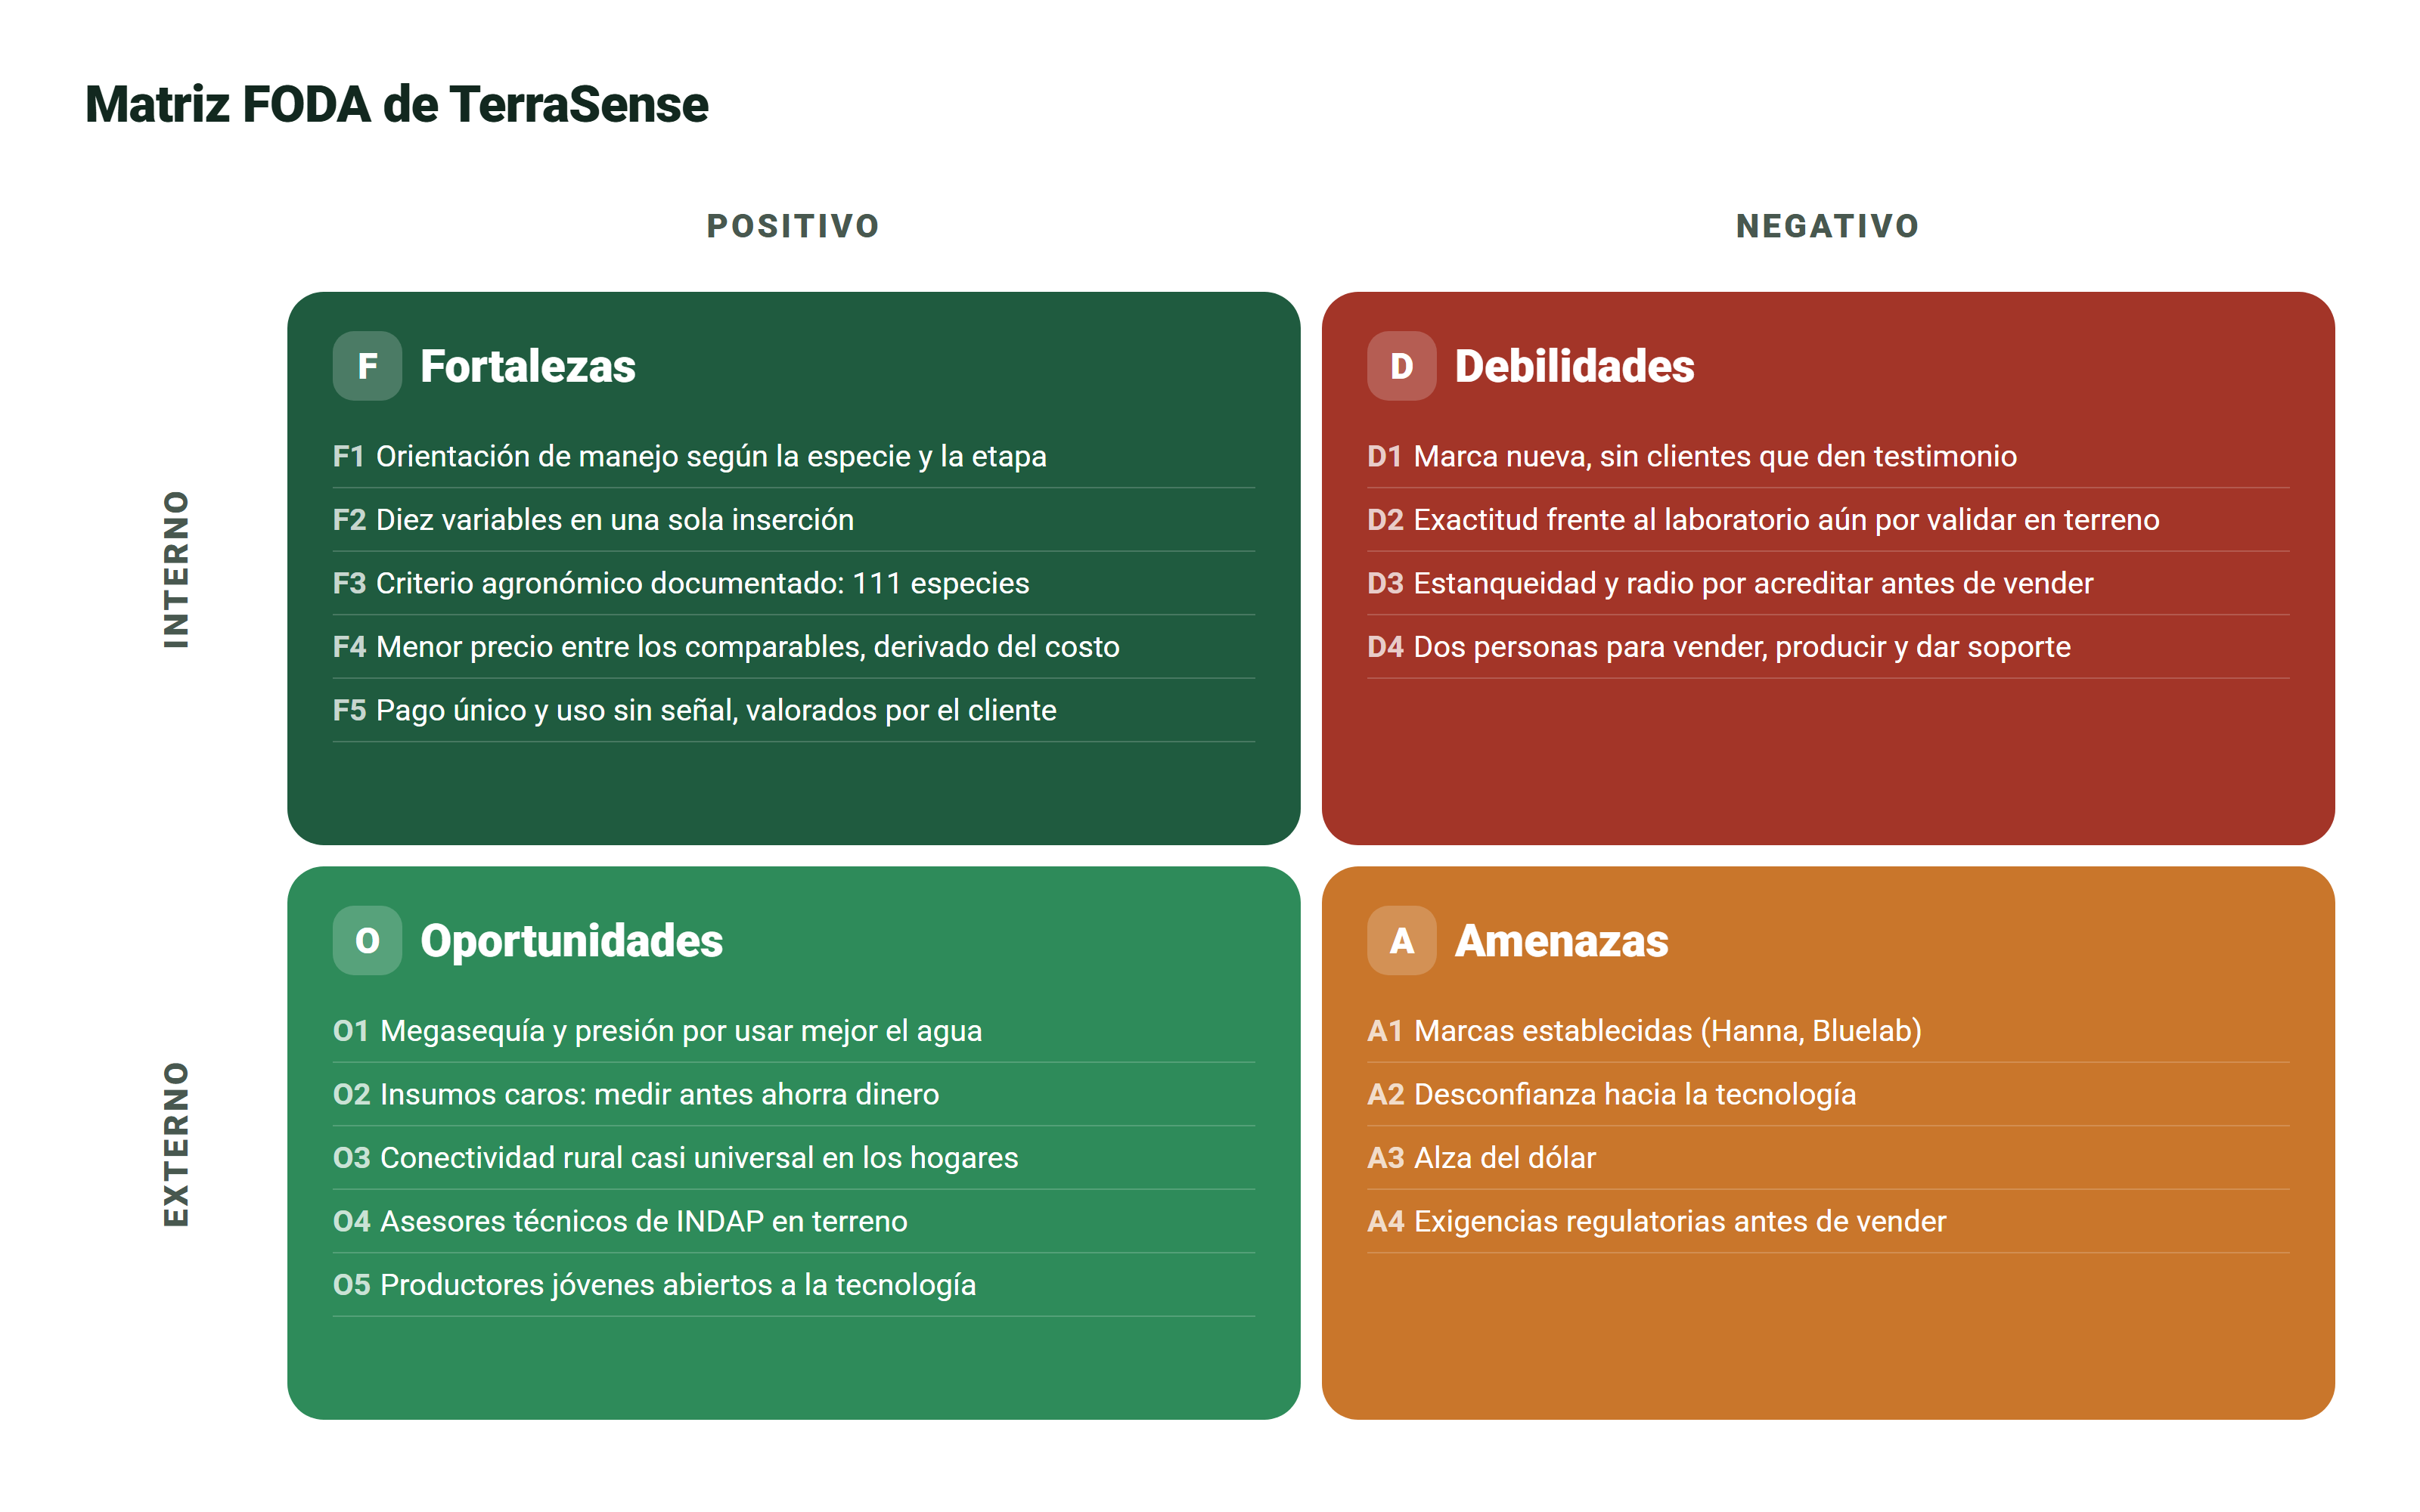 Matriz FODA de TerraSense
POSITIVO
NEGATIVO
INTERNO
F
Fortalezas
F1 Orientación de manejo según la especie y la etapa
F2 Diez variables en una sola inserción
F3 Criterio agronómico documentado: 111 especies
F4 Menor precio entre los comparables, derivado del costo
F5 Pago único y uso sin señal, valorados por el cliente
D
Debilidades
D1 Marca nueva, sin clientes que den testimonio
D2 Exactitud frente al laboratorio aún por validar en terreno
D3 Estanqueidad y radio por acreditar antes de vender
D4 Dos personas para vender, producir y dar soporte
EXTERNO
O
Oportunidades
O1 Megasequía y presión por usar mejor el agua
O2 Insumos caros: medir antes ahorra dinero
O3 Conectividad rural casi universal en los hogares
O4 Asesores técnicos de INDAP en terreno
O5 Productores jóvenes abiertos a la tecnología
A
Amenazas
A1 Marcas establecidas (Hanna, Bluelab)
A2 Desconfianza hacia la tecnología
A3 Alza del dólar
A4 Exigencias regulatorias antes de vender